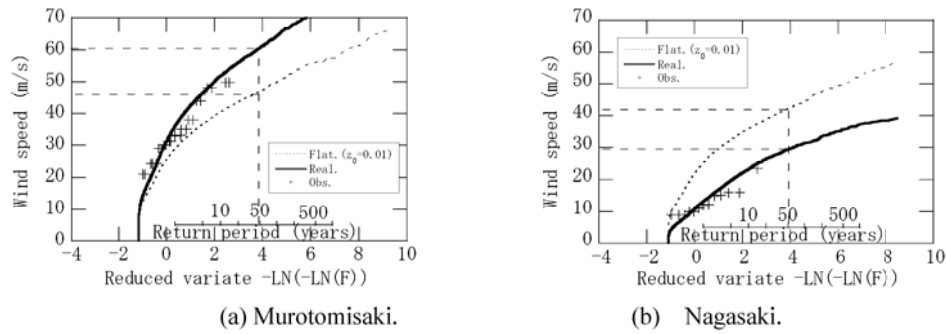 70
60
50
40
30
20
10
0
Wind speed (m/s)
Flat. (z₀=0.01)
Real.
Obs.
10 50 500
Return period (years)
-4 -2 0 2 4 6 8 10
Reduced variate -LN(-LN(F))
(a) Murotomisaki.
70
60
50
40
30
20
10
0
Wind speed (m/s)
Flat. (z₀=0.01)
Real.
Obs.
10 50 500
Return period (years)
-4 -2 0 2 4 6 8 10
Reduced variate -LN(-LN(F))
(b) Nagasaki.